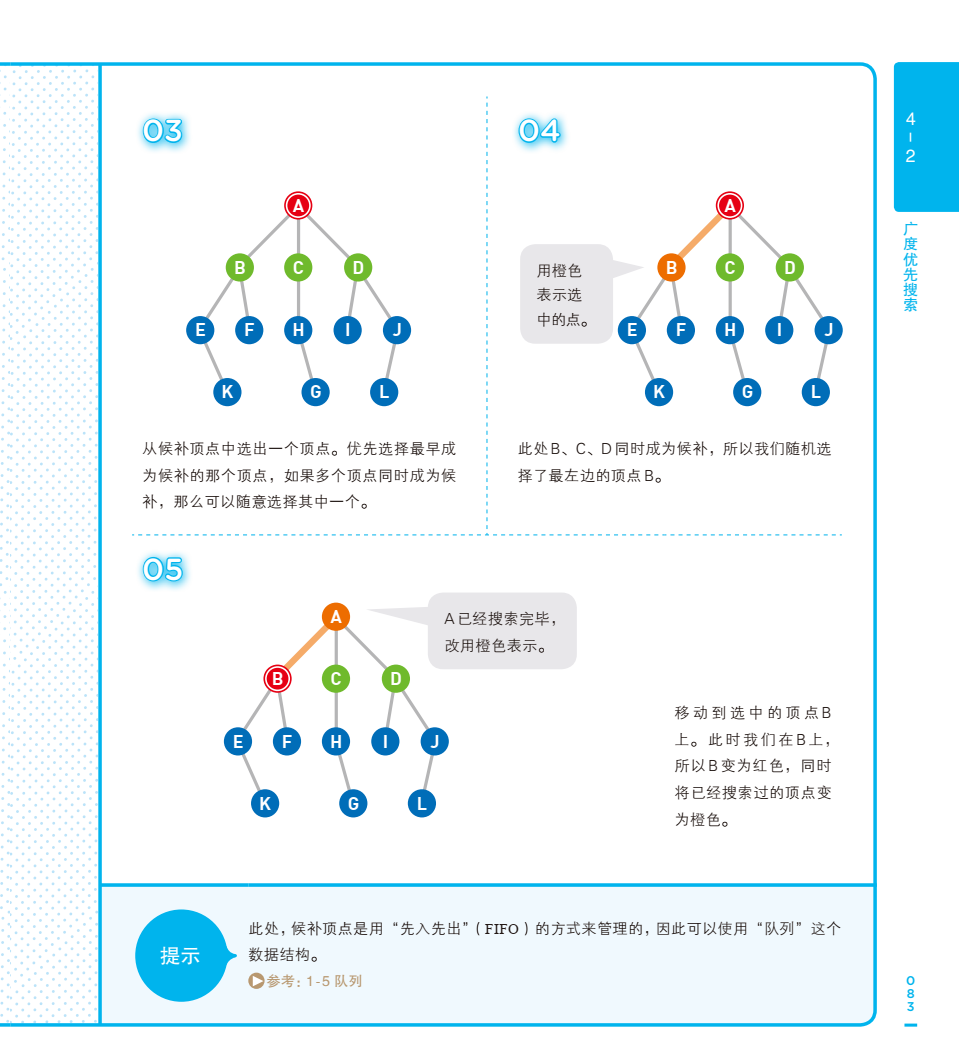 03
A
B C D
E F H I J
K G L
从候补顶点中选出一个顶点。优先选择最早成
为候补的那个顶点，如果多个顶点同时成为候
补，那么可以随意选择其中一个。
04
A
用橙色
表示选
中的点。
B C D
E F H I J
K G L
此处B、C、D同时成为候补，所以我们随机选
择了最左边的顶点B。
05
A
A已经搜索完毕，
改用橙色表示。
B C D
E F H I J
K G L
移动到选中的顶点B
上。此时我们在B上，
所以B变为红色，同时
将已经搜索过的顶点变
为橙色。
提示
此处，候补顶点是用“先入先出”（FIFO）的方式来管理的，因此可以使用“队列”这个
数据结构。
参考：1-5 队列
4-2
广度优先搜索
083